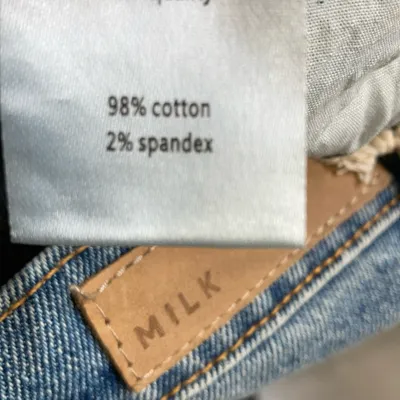 98% cotton
2% spandex
MILK